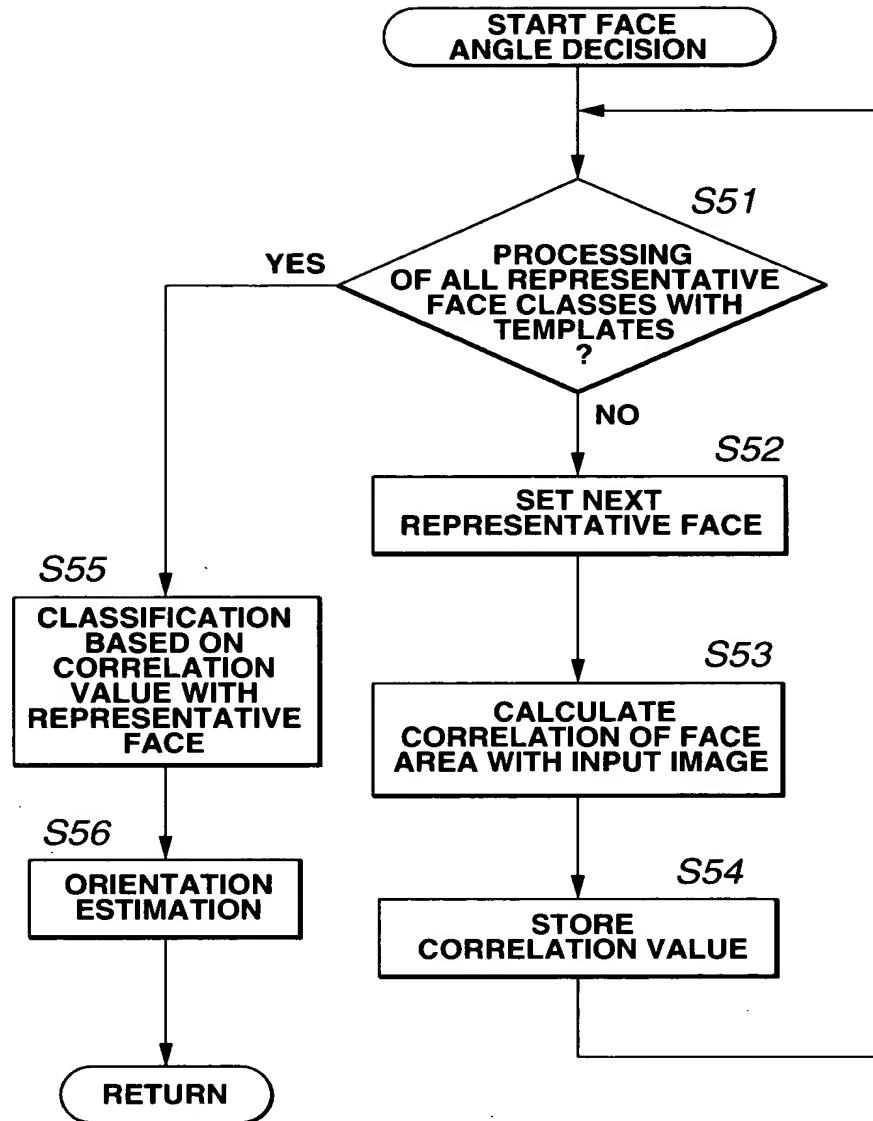 START FACE
ANGLE DECISION
S51
PROCESSING
OF ALL REPRESENTATIVE
FACE CLASSES WITH
TEMPLATES
?
YES
NO
S52
SET NEXT
REPRESENTATIVE FACE
S53
CALCULATE
CORRELATION OF FACE
AREA WITH INPUT IMAGE
S54
STORE
CORRELATION VALUE
S55
CLASSIFICATION
BASED ON
CORRELATION
VALUE WITH
REPRESENTATIVE
FACE
S56
ORIENTATION
ESTIMATION
RETURN